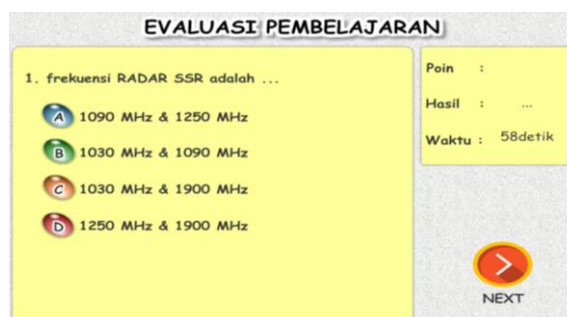 EVALUASI PEMBELAJARAN
1. frekuensi RADAR SSR adalah ...
A 1090 MHz & 1250 MHz
B 1030 MHz & 1090 MHz
C 1030 MHz & 1900 MHz
D 1250 MHz & 1900 MHz
Poin :
Hasil : ...
Waktu : 58detik
NEXT